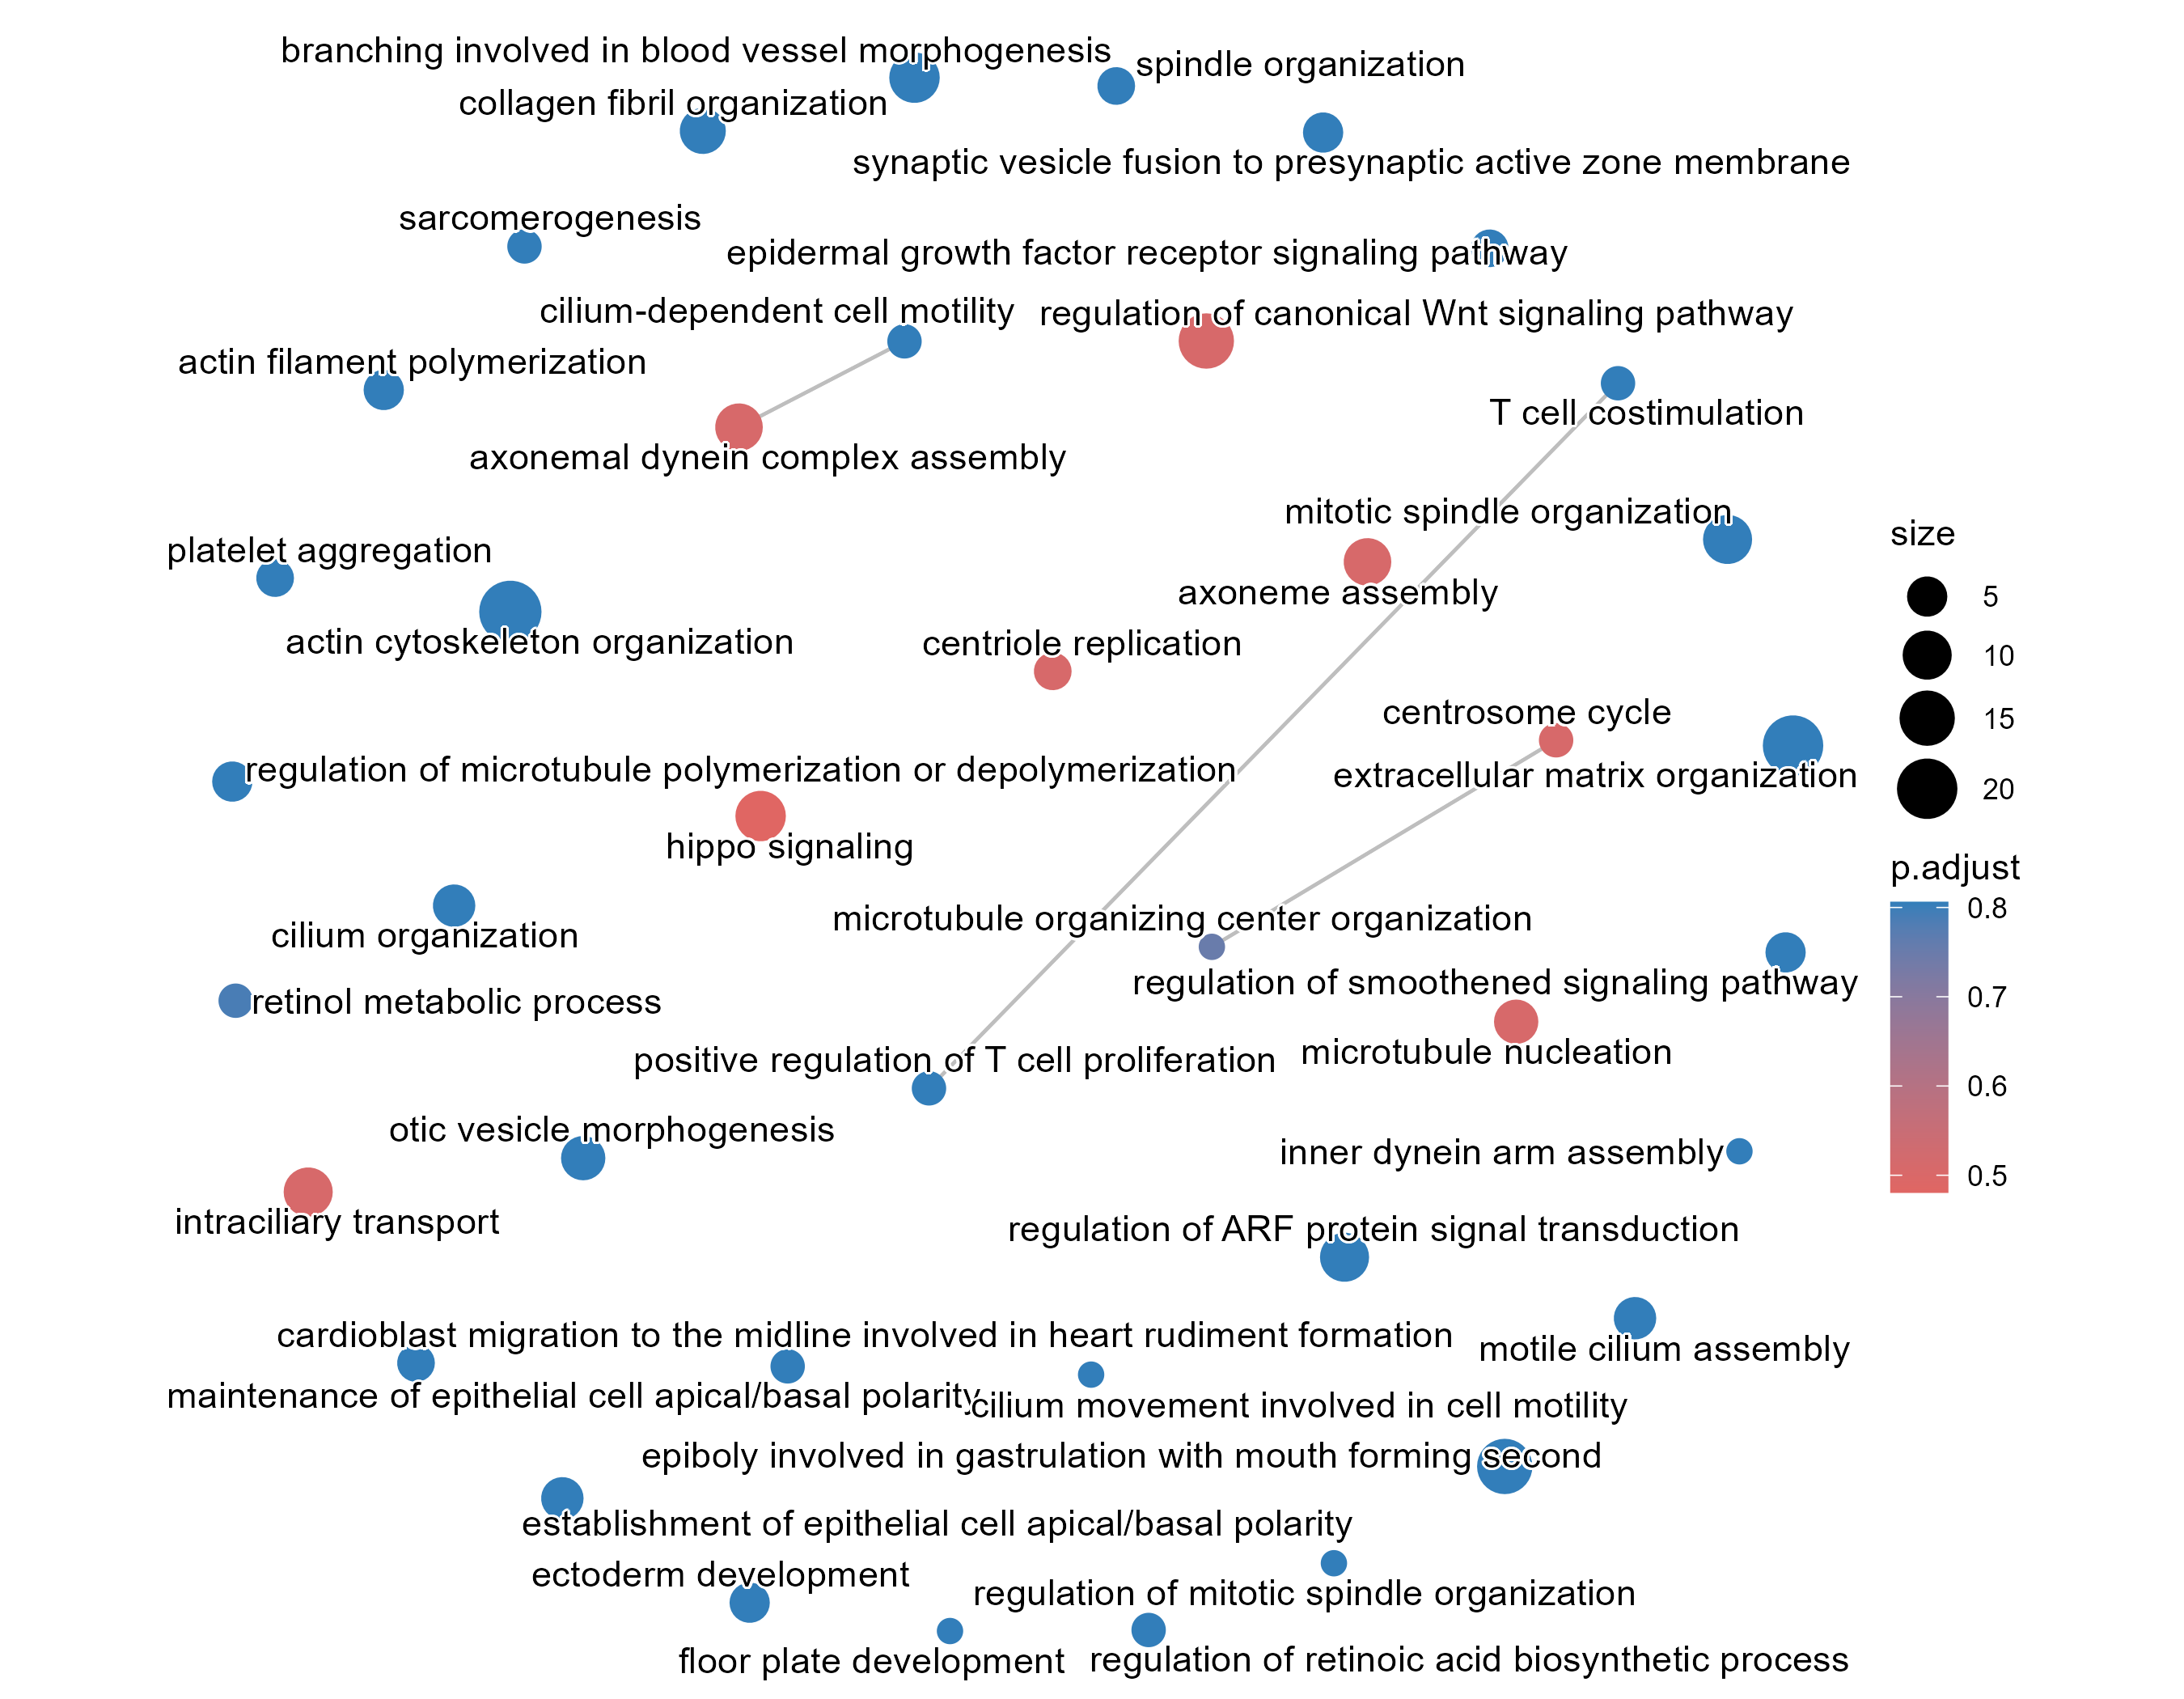 branching involved in blood vessel morphogenesis
spindle organization
collagen fibril organization
synaptic vesicle fusion to presynaptic active zone membrane
sarcomerogenesis
epidermal growth factor receptor signaling pathway
cilium-dependent cell motility
regulation of canonical Wnt signaling pathway
actin filament polymerization
T cell costimulation
axonemal dynein complex assembly
mitotic spindle organization
platelet aggregation
axoneme assembly
actin cytoskeleton organization
centriole replication
centrosome cycle
regulation of microtubule polymerization or depolymerization
extracellular matrix organization
hippo signaling
microtubule organizing center organization
cilium organization
regulation of smoothened signaling pathway
retinol metabolic process
microtubule nucleation
positive regulation of T cell proliferation
otic vesicle morphogenesis
inner dynein arm assembly
intraciliary transport
regulation of ARF protein signal transduction
cardioblast migration to the midline involved in heart rudiment formation
motile cilium assembly
maintenance of epithelial cell apical/basal polarity
cilium movement involved in cell motility
epiboly involved in gastrulation with mouth forming second
establishment of epithelial cell apical/basal polarity
ectoderm development
regulation of mitotic spindle organization
floor plate development
regulation of retinoic acid biosynthetic process
size
5
10
15
20
p.adjust
0.8
0.7
0.6
0.5